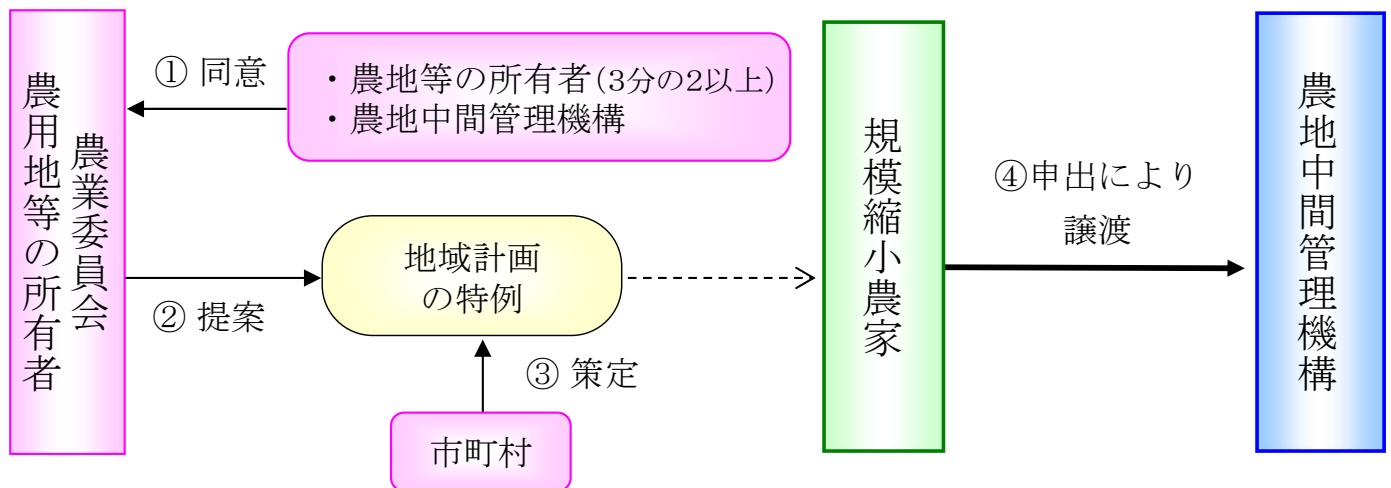 農業委員会
農用地等の所有者
① 同意
・農地等の所有者(3分の2以上)
・農地中間管理機構
② 提案
地域計画
の特例
③ 策定
市町村
規模縮小農家
④申出により
譲渡
農地中間管理機構